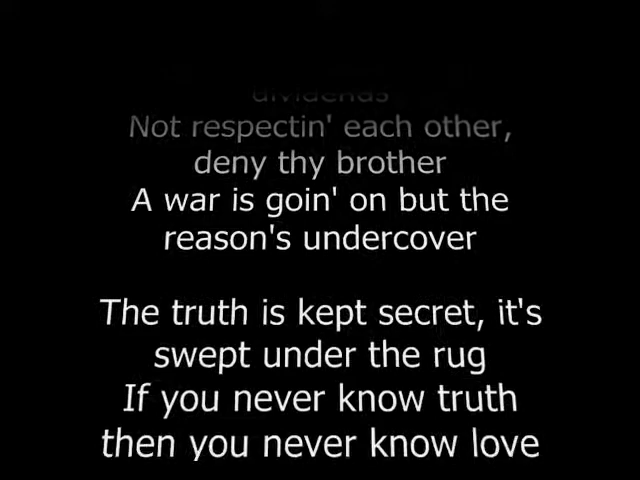 dividends
Not respectin' each other,
deny thy brother
A war is goin' on but the
reason's undercover
The truth is kept secret, it's
swept under the rug
If you never know truth
then you never know love